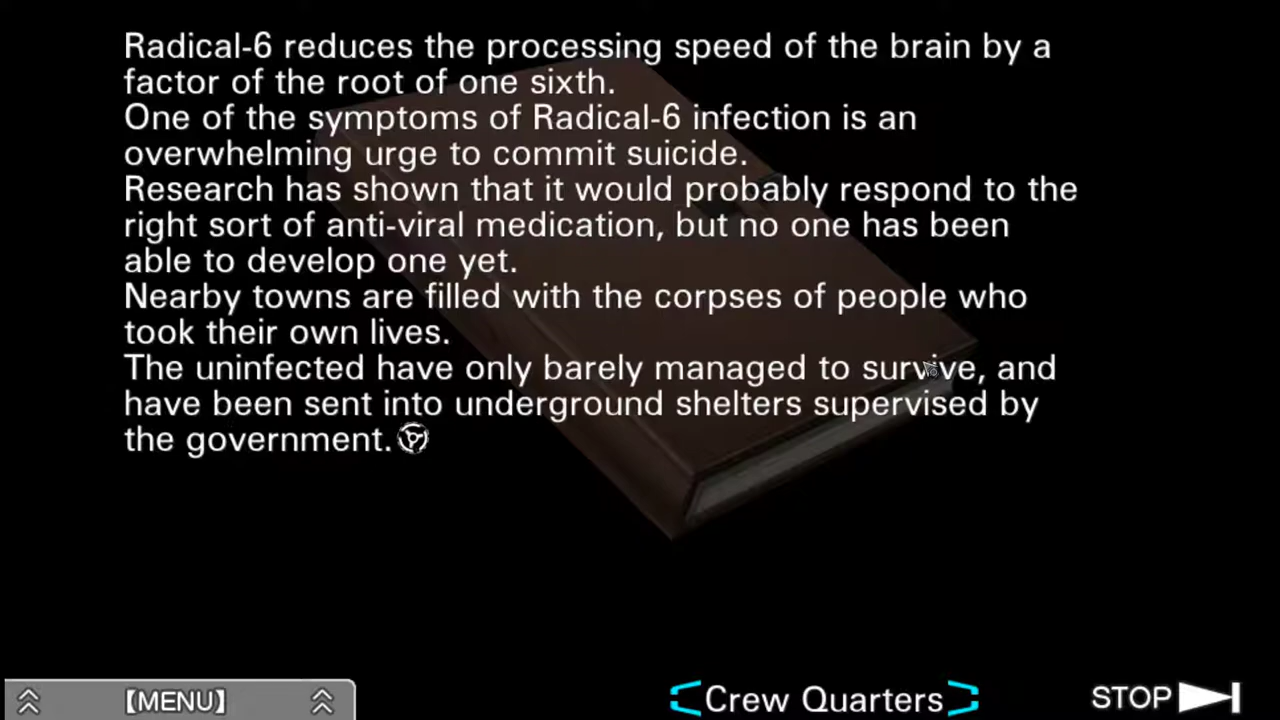 Radical-6 reduces the processing speed of the brain by a
factor of the root of one sixth.
One of the symptoms of Radical-6 infection is an
overwhelming urge to commit suicide.
Research has shown that it would probably respond to the
right sort of anti-viral medication, but no one has been
able to develop one yet.
Nearby towns are filled with the corpses of people who
took their own lives.
The uninfected have only barely managed to survive, and
have been sent into underground shelters supervised by
the government.
【MENU】
Crew Quarters
STOP